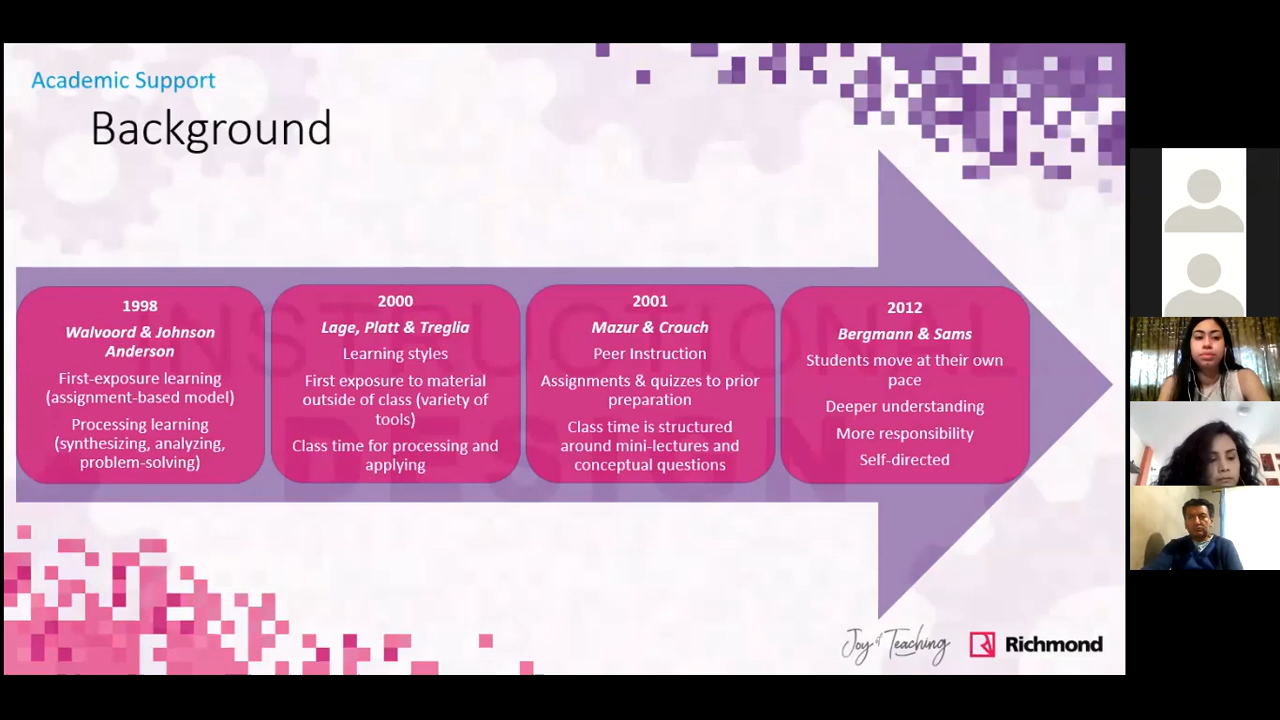 Academic Support
Background
1998
Walvoord & Johnson
Anderson
First-exposure learning
(assignment-based model)
Processing learning
(synthesizing, analyzing,
problem-solving)
2000
Lage, Platt & Treglia
Learning styles
First exposure to material
outside of class (variety of
tools)
Class time for processing and
applying
2001
Mazur & Crouch
Peer Instruction
Assignments & quizzes to prior
preparation
Class time is structured
around mini-lectures and
conceptual questions
2012
Bergmann & Sams
Students move at their own
pace
Deeper understanding
More responsibility
Self-directed
INSTRUCTIONAL
DESIGN
Joy of Teaching
Richmond